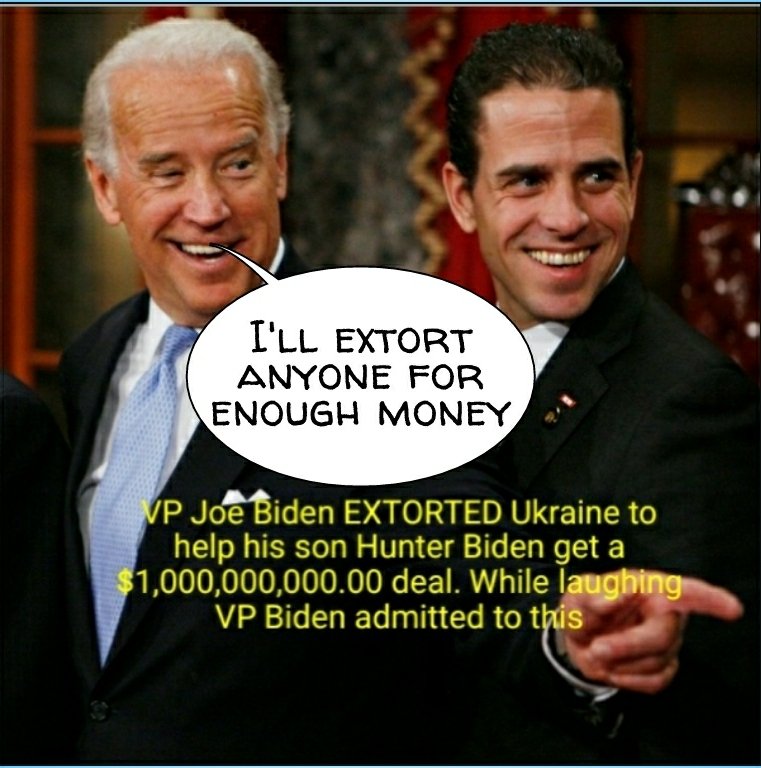 I'LL EXTORT
ANYONE FOR
ENOUGH MONEY
VP Joe Biden EXTORTED Ukraine to
help his son Hunter Biden get a
$1,000,000,000.00 deal. While laughing
VP Biden admitted to this